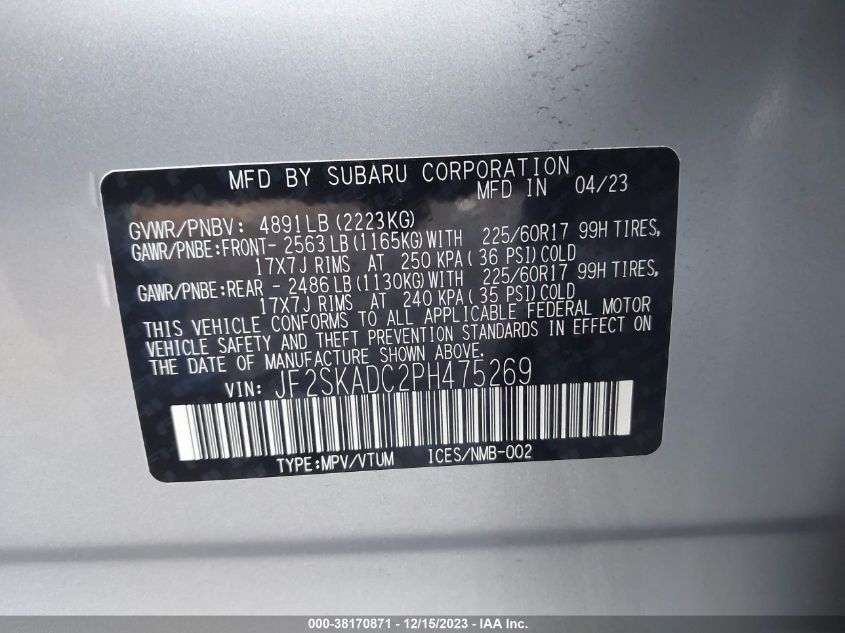 MFD BY SUBARU CORPORATION
MFD IN 04/23
GVWR/PNBV: 4891LB(2223KG)
GAWR/PNBE:FRONT- 2563LB(1165KG)WITH 225/60R17 99H TIRES,
17X7J RIMS AT 250 KPA( 36 PSI)COLD
GAWR/PNBE:REAR - 2486LB(1130KG)WITH 225/60R17 99H TIRES,
17X7J RIMS AT 240 KPA( 35 PSI)COLD
THIS VEHICLE CONFORMS TO ALL APPLICABLE FEDERAL MOTOR
VEHICLE SAFETY AND THEFT PREVENTION STANDARDS IN EFFECT ON
THE DATE OF MANUFACTURE SHOWN ABOVE.
VIN: JF2SKADC2PH475269
TYPE:MPV/VTUM ICES/NMB-002
000-38170871 - 12/15/2023 - IAA Inc.